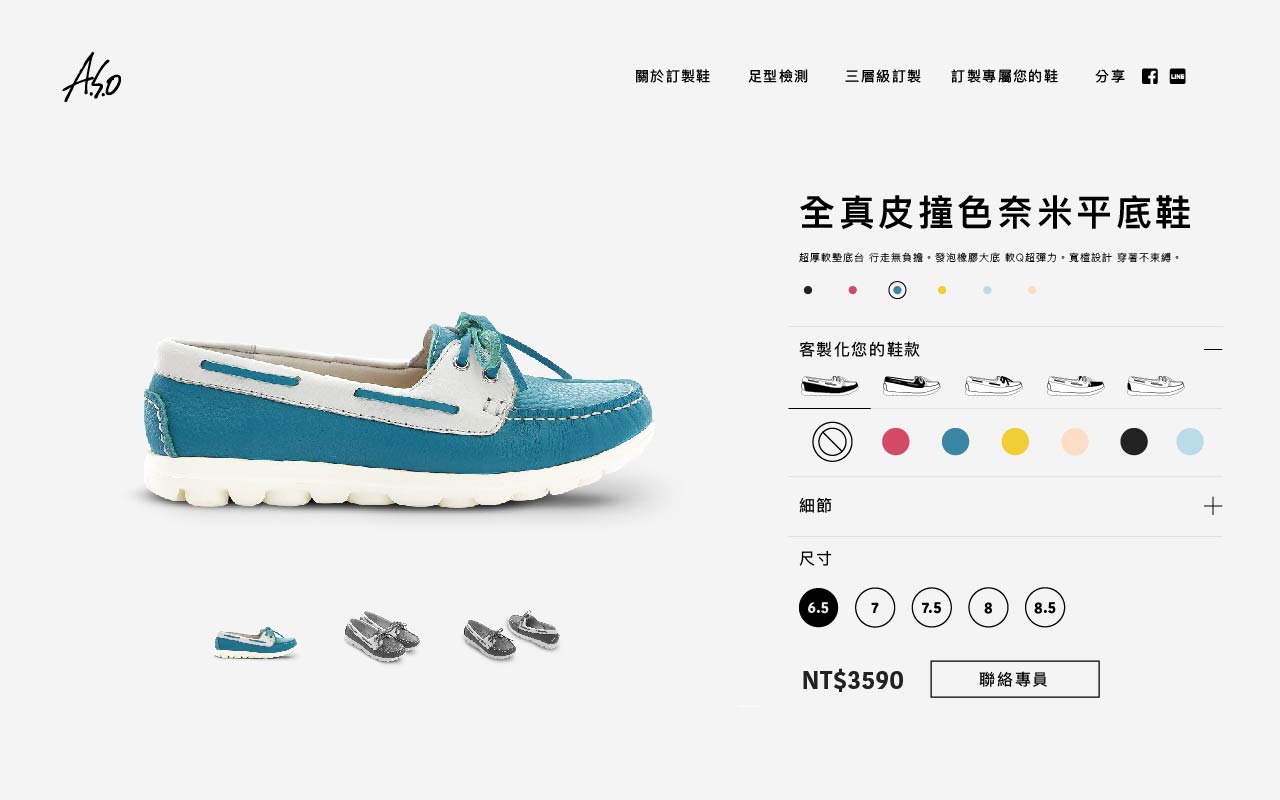 A.S.O
關於訂製鞋 足型檢測 三層級訂製 訂製專屬您的鞋 分享
LINE
全真皮撞色奈米平底鞋
超厚軟墊底台 行走無負擔。發泡橡膠大底 軟Q超彈力。寬楦設計 穿著不束縛。
客製化您的鞋款
細節
尺寸
6.5 7 7.5 8 8.5
NT$3590 聯絡專員